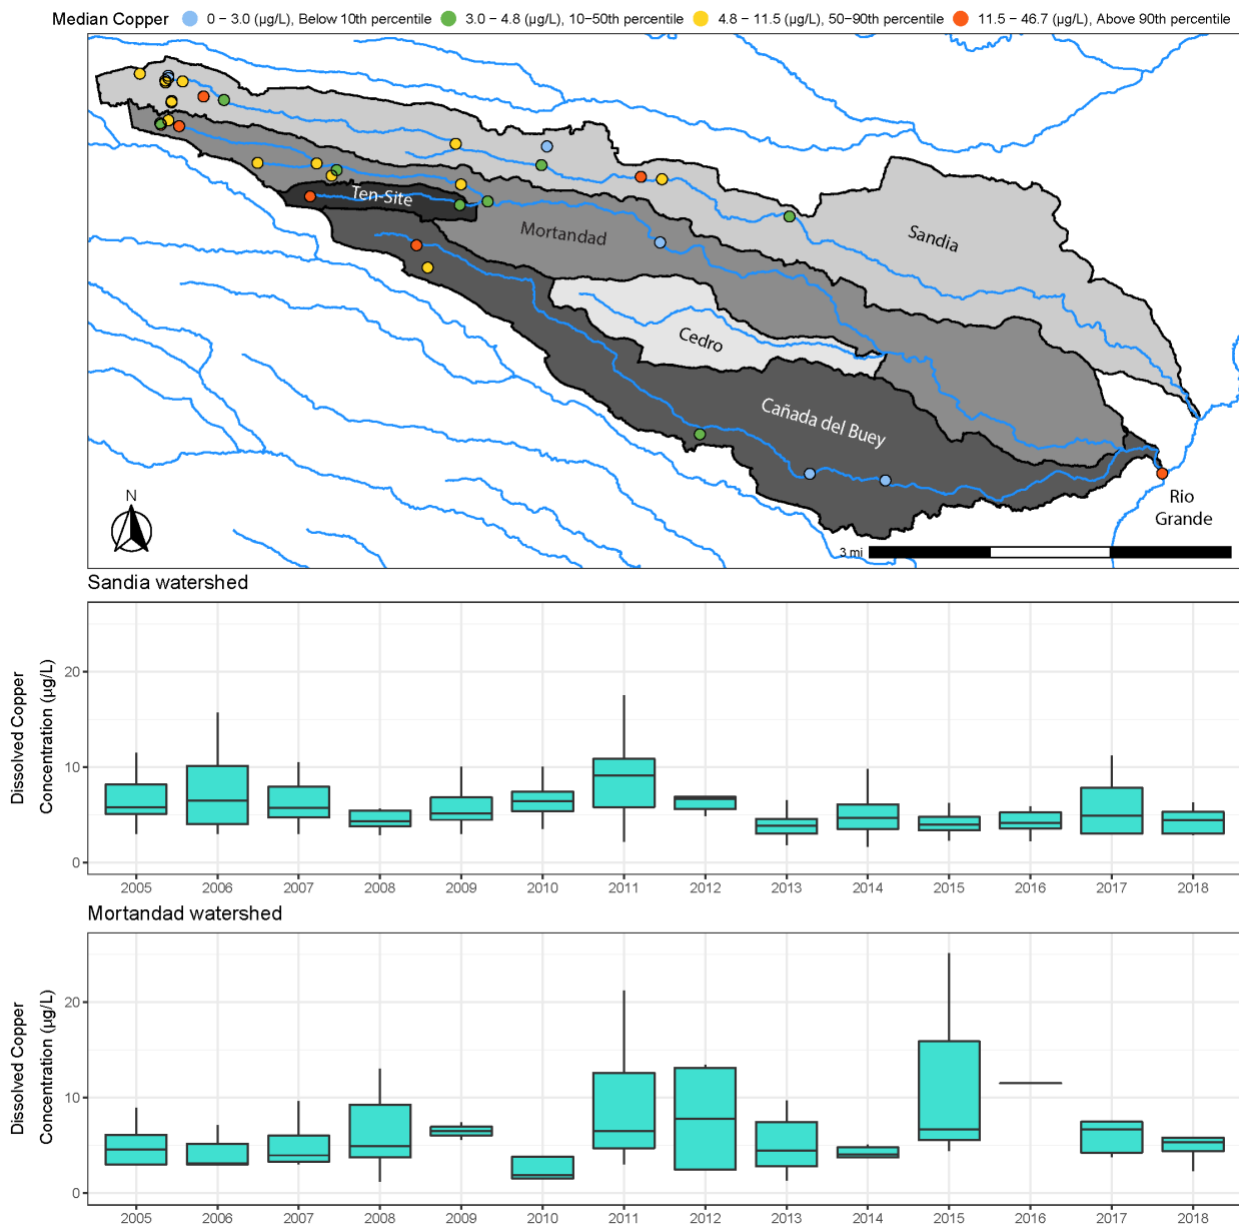 Median Copper 0 – 3.0 (µg/L), Below 10th percentile 3.0 – 4.8 (µg/L), 10–50th percentile 4.8 – 11.5 (µg/L), 50–90th percentile 11.5 – 46.7 (µg/L), Above 90th percentile
Ten-Site
Mortandad
Sandia
Cedro
Cañada del Buey
N
Rio
Grande
3 mi
Sandia watershed
Dissolved Copper
Concentration (µg/L)
20
10
0
2005 2006 2007 2008 2009 2010 2011 2012 2013 2014 2015 2016 2017 2018
Mortandad watershed
Dissolved Copper
Concentration (µg/L)
20
10
0
2005 2006 2007 2008 2009 2010 2011 2012 2013 2014 2015 2016 2017 2018